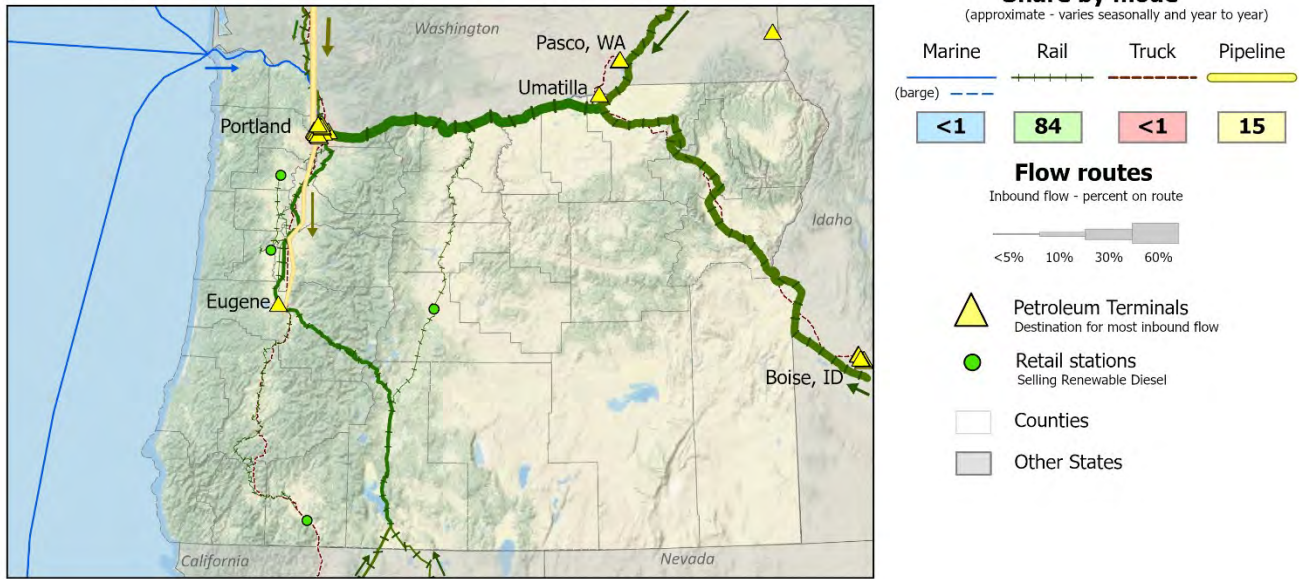 Share by mode
(approximate - varies seasonally and year to year)
Marine Rail Truck Pipeline
(barge)
<1 84 <1 15
Flow routes
Inbound flow - percent on route
<5% 10% 30% 60%
Petroleum Terminals
Destination for most inbound flow
Retail stations
Selling Renewable Diesel
Counties
Other States
Washington
Pasco, WA
Umatilla
Portland
Idaho
Eugene
Boise, ID
California
Nevada